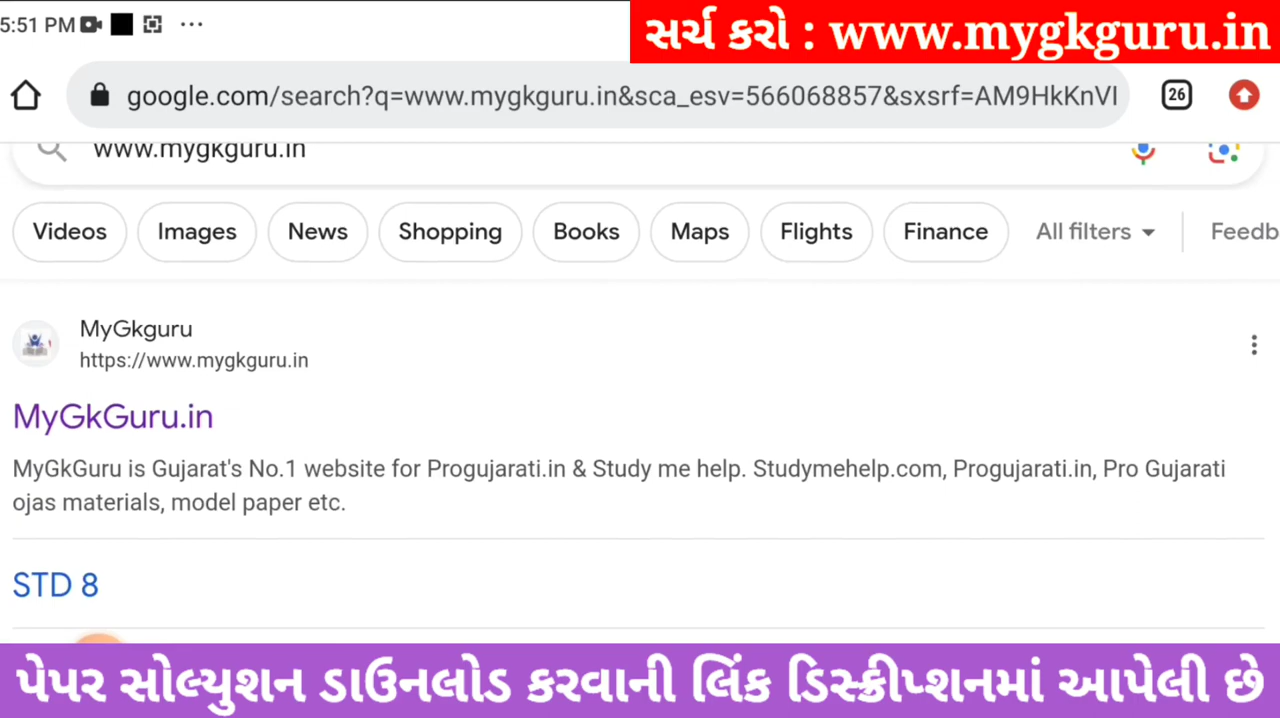 5:51 PM
સર્ચ કરો : www.mygkguru.in
google.com/search?q=www.mygkguru.in&sca_esv=566068857&sxsrf=AM9HkKnVI
26
www.mygkguru.in
Videos Images News Shopping Books Maps Flights Finance All filters Feedb
MyGkguru
https://www.mygkguru.in
MyGkGuru.in
MyGkGuru is Gujarat's No.1 website for Progujarati.in & Study me help. Studymehelp.com, Progujarati.in, Pro Gujarati
ojas materials, model paper etc.
STD 8
પેપર સોલ્યુશન ડાઉનલોડ કરવાની લિંક ડિસ્ક્રીપ્શનમાં આપેલી છે